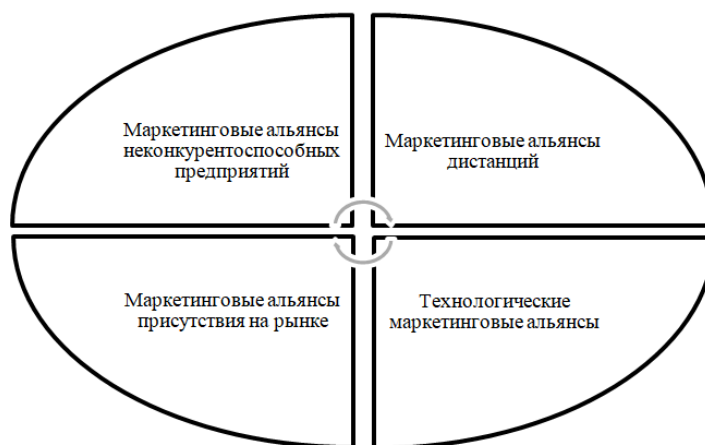 Маркетинговые альянсы
неконкурентоспособных
предприятий
Маркетинговые альянсы
дистанций
Маркетинговые альянсы
присутствия на рынке
Технологические
маркетинговые альянсы